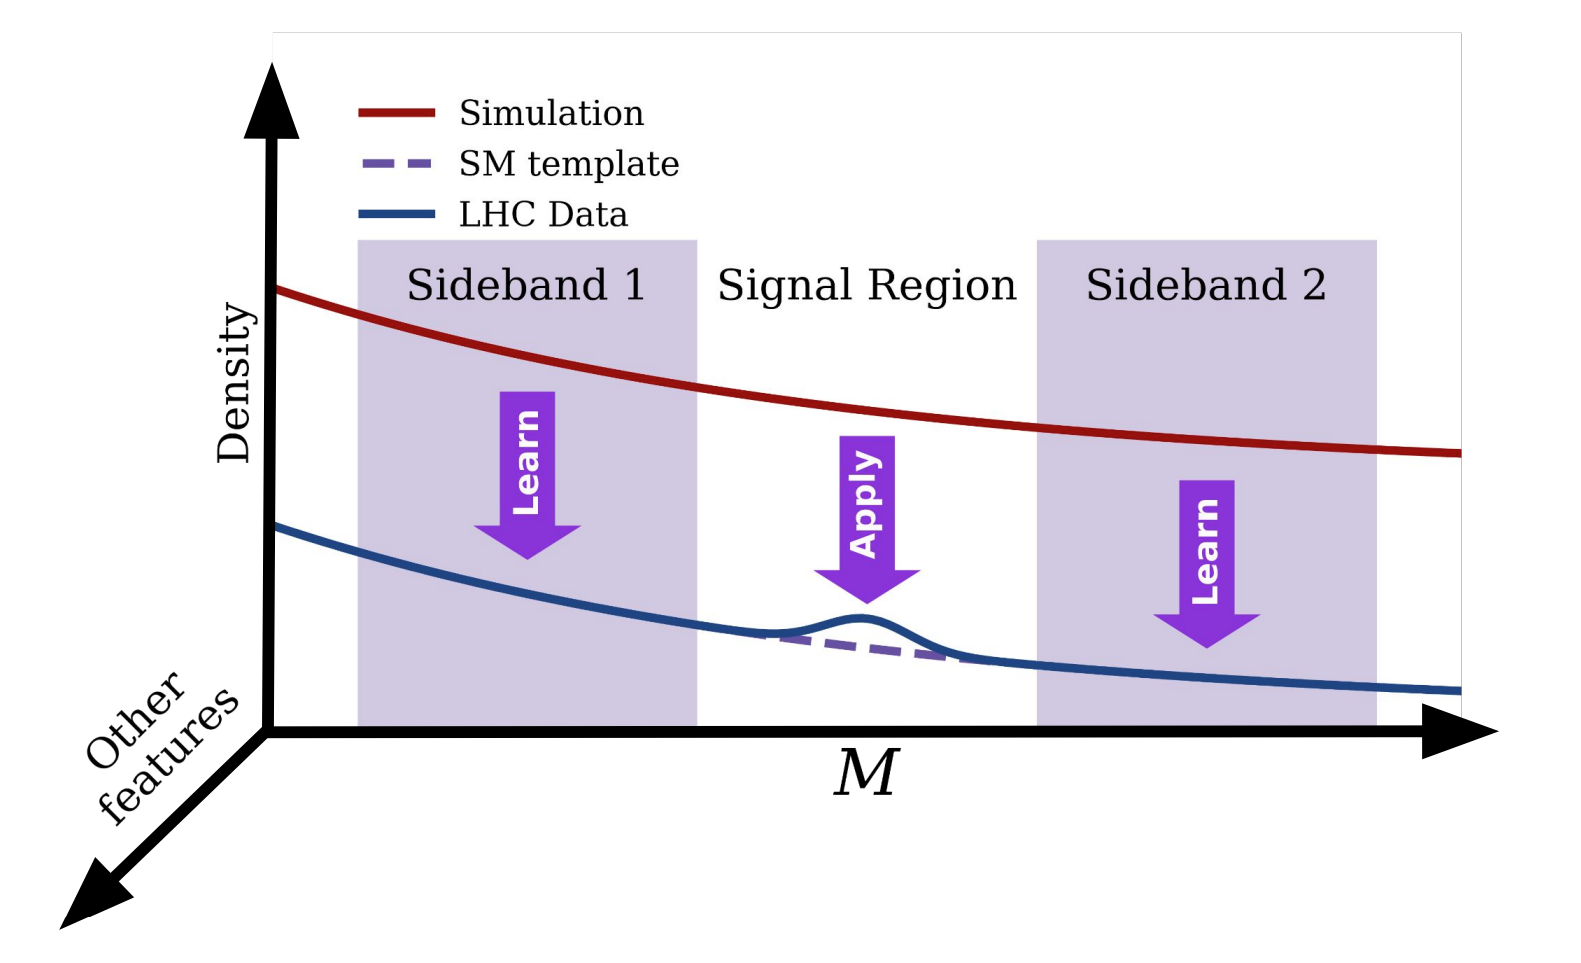 Simulation
SM template
LHC Data
Sideband 1
Signal Region
Sideband 2
Density
Learn
Apply
Learn
Other
features
M